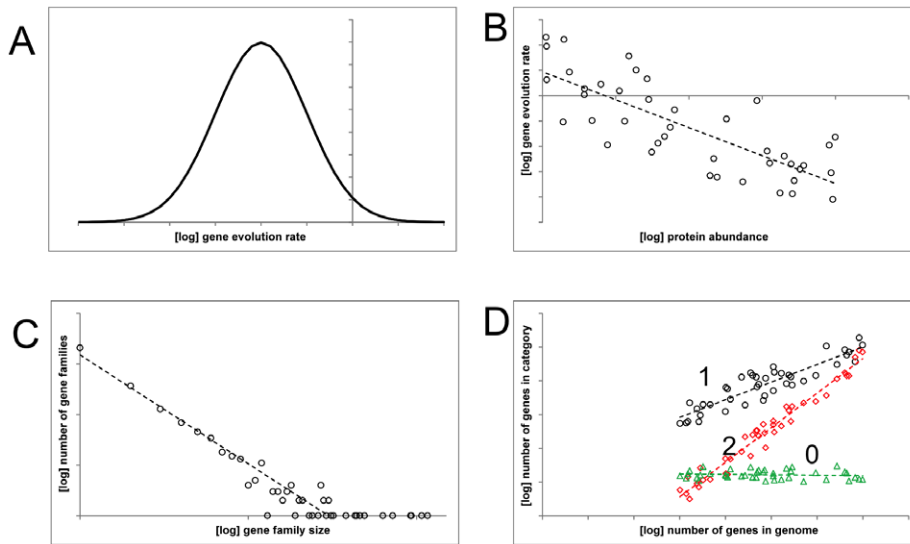 A
[log] gene evolution rate
B
[log] gene evolution rate
[log] protein abundance
C
[log] number of gene families
[log] gene family size
D
[log] number of genes in category
1
2
0
[log] number of genes in genome